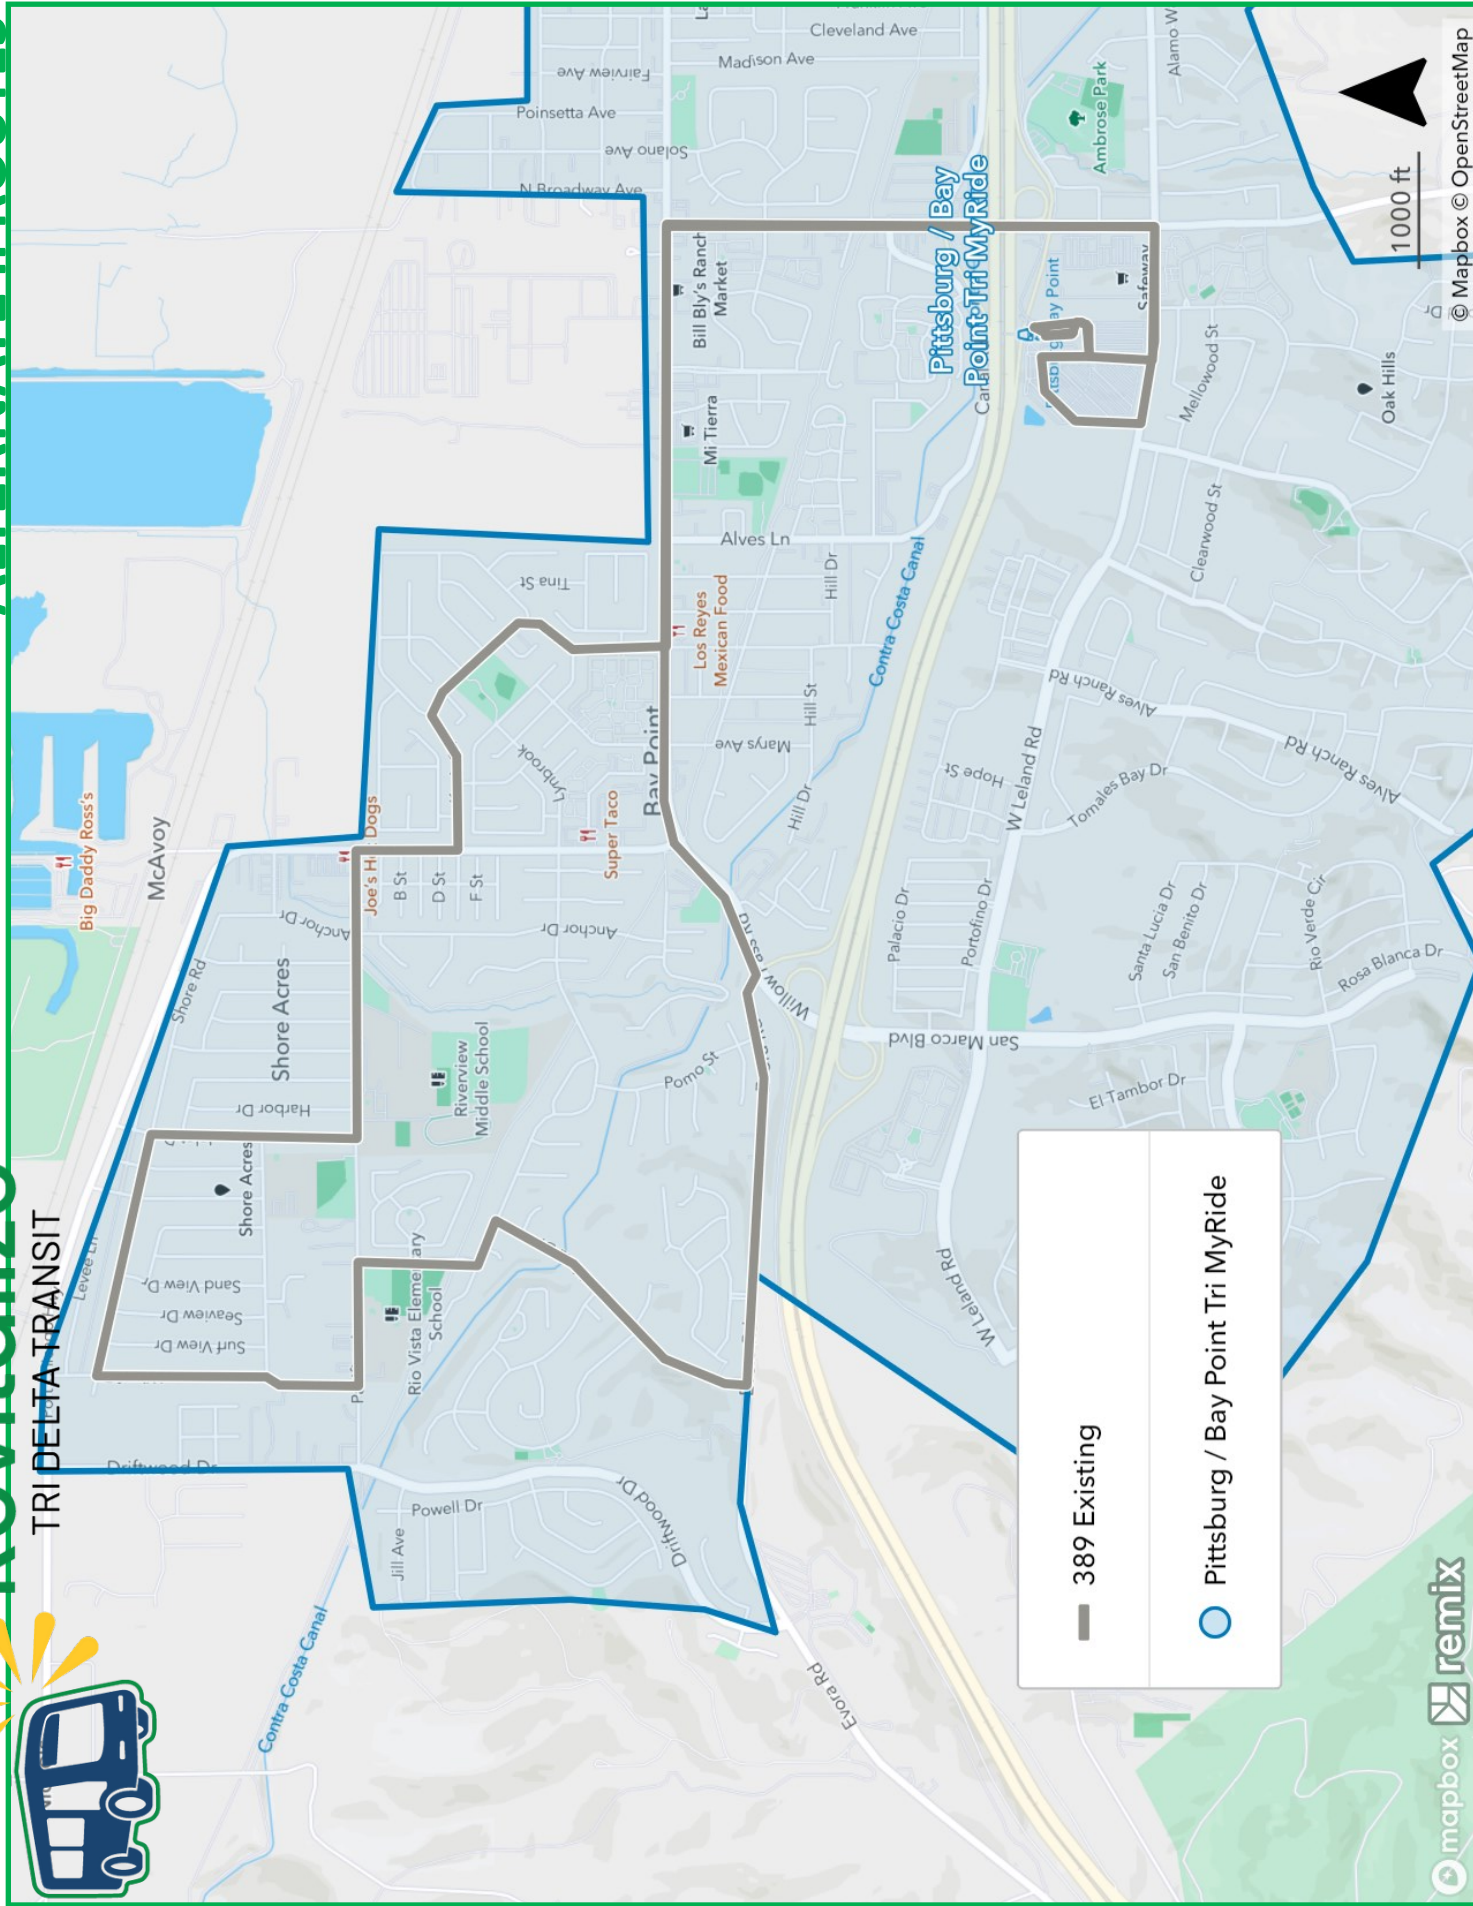 TRI DELTA TRANSIT
Big Daddy Ross's
McAvoy
Shore Rd
Levee Ln
Shore Acres
Harbor Dr
Anchor Dr
Shore Acres
Sand View Dr
Seaview Dr
Surf View Dr
Driftwood Dr
Contra Costa Canal
Jill Ave
Powell Dr
Driftwood Dr
Rio Vista Elementary
School
Riverview
Middle School
B St
D St
F St
Anchor Dr
Super Taco
Lynbrook
Tina St
Bay Point
Poinsetta Ave
Fairview Ave
Solano Ave
N Broadway Ave
Madison Ave
Cleveland Ave
Bill Bly's Ranch
Market
Mi Tierra
Alves Ln
Los Reyes
Mexican Food
Hill Dr
Hill St
Marys Ave
Hill Dr
Pomo St
Contra Costa Canal
Pittsburg / Bay
Point Tri MyRide
Ambrose Park
Safeway
Mellowood St
Oak Hills
Clearwood St
Alves Ranch Rd
Alves Ranch Rd
W Leland Rd
Hope St
Tomales Bay Dr
Palacio Dr
Portofino Dr
Santa Lucia Dr
San Benito Dr
Rio Verde Cir
Rosa Blanca Dr
San Marco Blvd
El Tambor Dr
W Leland Rd
Evora Rd
389 Existing
Pittsburg / Bay Point Tri MyRide
1000 ft
© Mapbox © OpenStreetMap
mapbox
remix